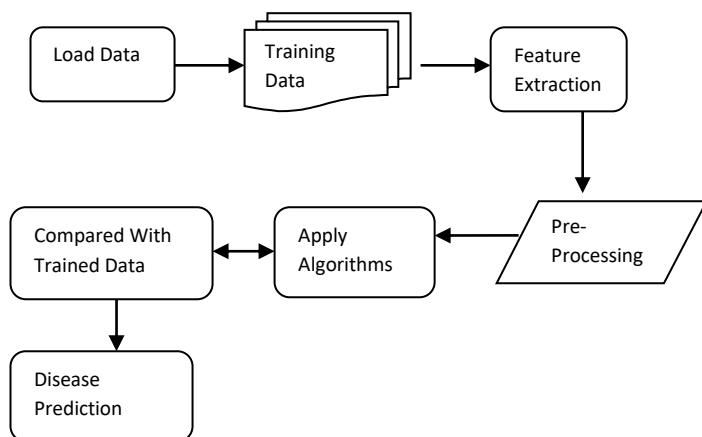 Load Data
Training
Data
Feature
Extraction
Compared With
Trained Data
Apply
Algorithms
Pre-
Processing
Disease
Prediction